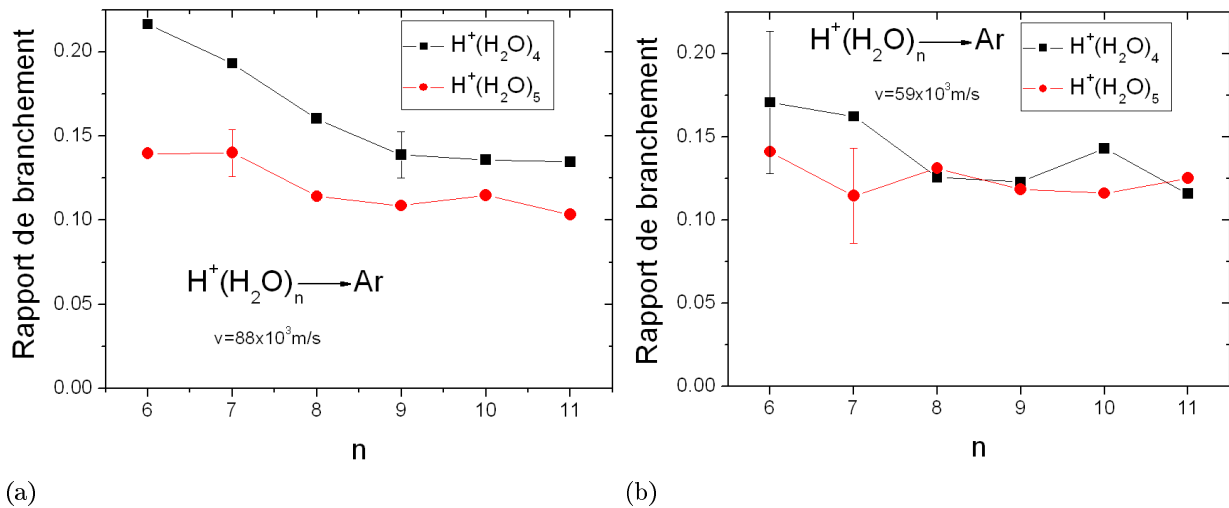 Rapport de branchement
0.20
0.15
0.10
0.05
0.00
H⁺(H₂O)₄
H⁺(H₂O)₅
H⁺(H₂O)ₙ → Ar
v=88x10³m/s
6 7 8 9 10 11
n
(a)
Rapport de branchement
0.20
0.15
0.10
0.05
0.00
H⁺(H₂O)ₙ → Ar
v=59x10³m/s
H⁺(H₂O)₄
H⁺(H₂O)₅
6 7 8 9 10 11
n
(b)